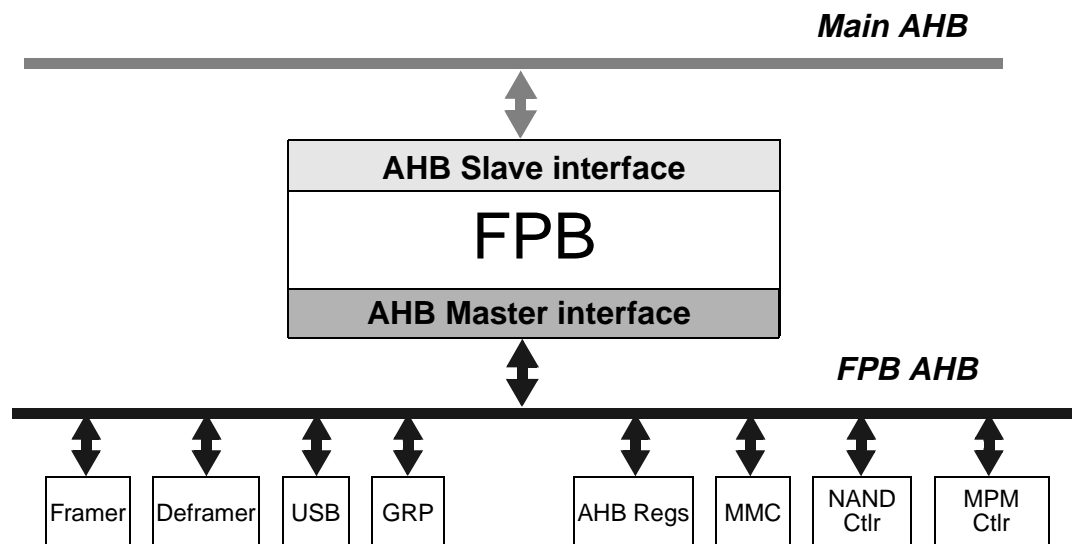 Main AHB
AHB Slave interface
FPB
AHB Master interface
FPB AHB
Framer
Deframer
USB
GRP
AHB Regs
MMC
NAND
Ctlr
MPM
Ctlr